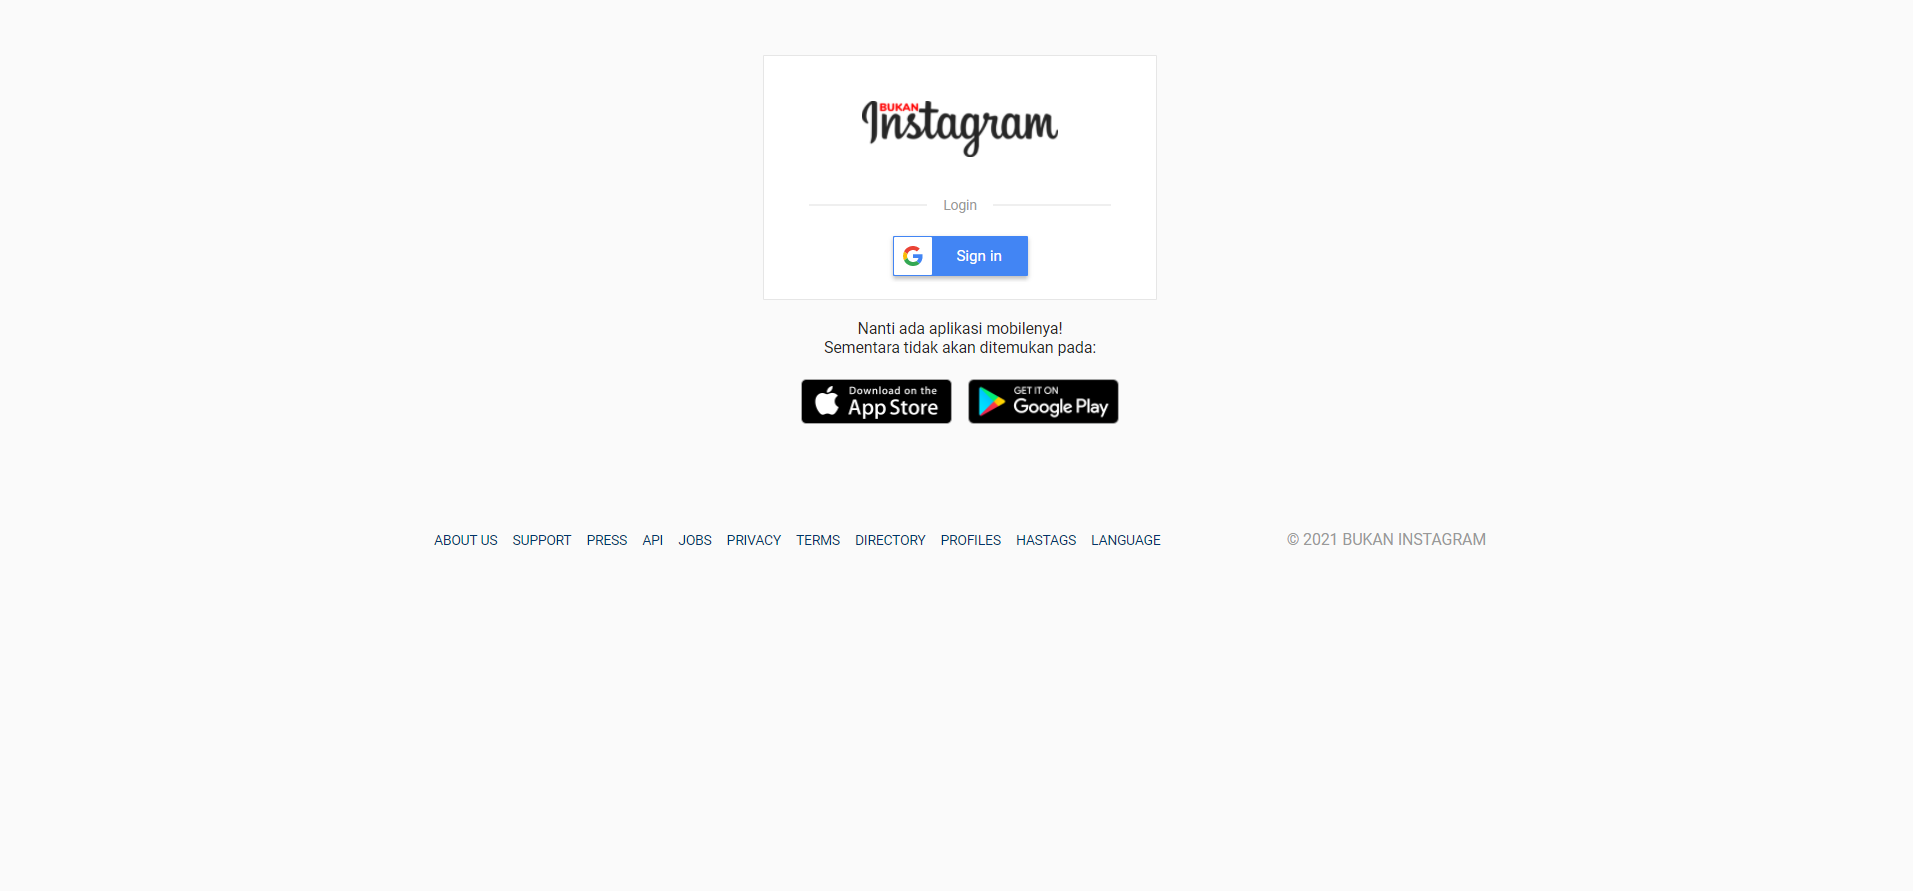 BUKAN
Instagram
Login
Sign in
Nanti ada aplikasi mobilenya!
Sementara tidak akan ditemukan pada:
Download on the
App Store
GET IT ON
Google Play
ABOUT US SUPPORT PRESS API JOBS PRIVACY TERMS DIRECTORY PROFILES HASTAGS LANGUAGE © 2021 BUKAN INSTAGRAM